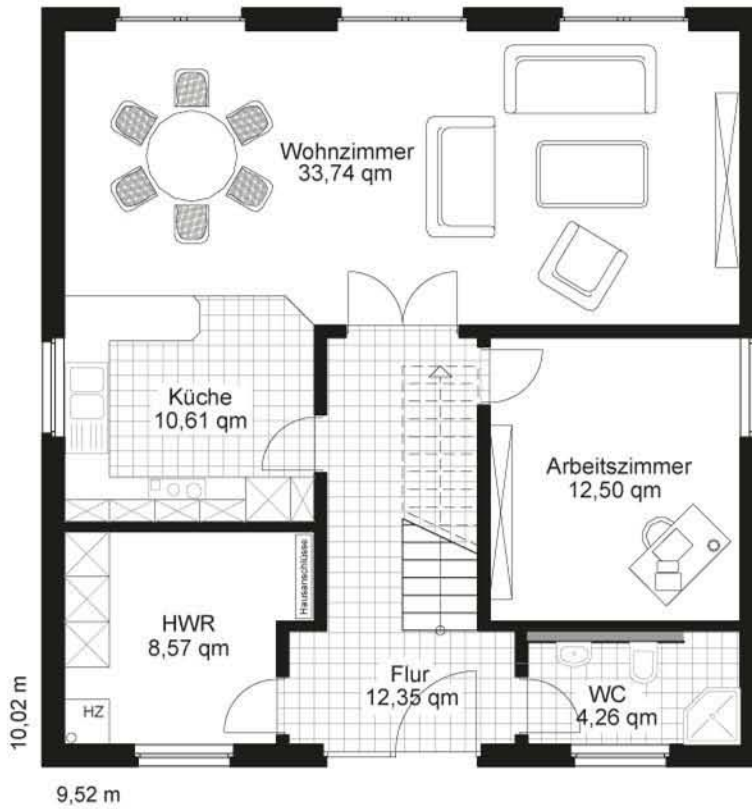 Wohnzimmer
33,74 qm
Küche
10,61 qm
Arbeitszimmer
12,50 qm
Hausanschlüsse
HWR
8,57 qm
Flur
12,35 qm
WC
4,26 qm
HZ
10,02 m
9,52 m